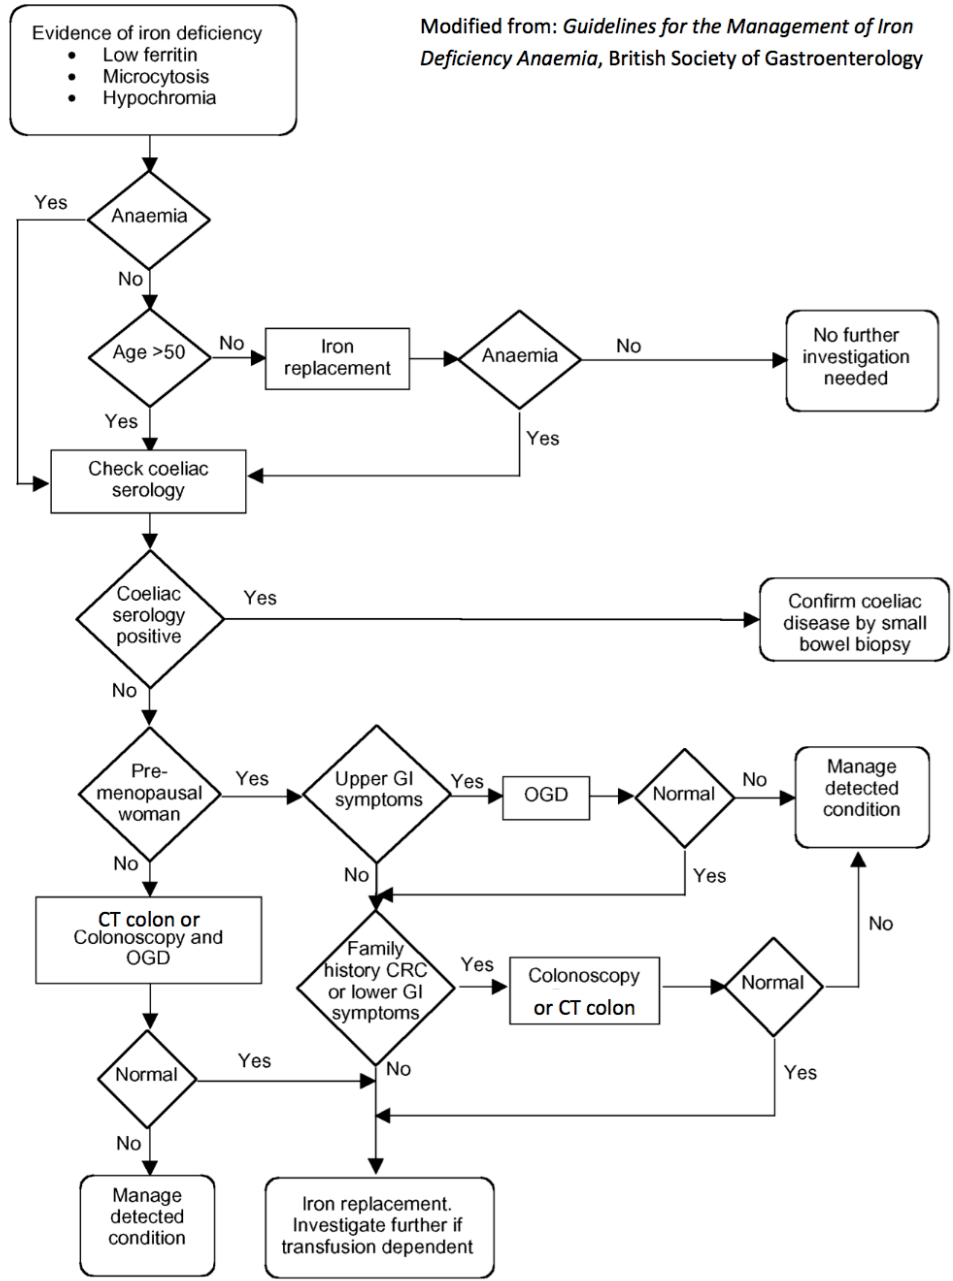 Modified from: Guidelines for the Management of Iron
Deficiency Anaemia, British Society of Gastroenterology
Evidence of iron deficiency
• Low ferritin
• Microcytosis
• Hypochromia
Yes
Anaemia
No
Age >50
No
Iron
replacement
Anaemia
No
No further
investigation
needed
Yes
Yes
Check coeliac
serology
Coeliac
serology
positive
Yes
Confirm coeliac
disease by small
bowel biopsy
No
Pre-
menopausal
woman
Yes
Upper GI
symptoms
Yes
OGD
Normal
No
Manage
detected
condition
No
No
Yes
CT colon or
Colonoscopy and
OGD
Family
history CRC
or lower GI
symptoms
Yes
Colonoscopy
or CT colon
Normal
No
Normal
Yes
No
Yes
No
Manage
detected
condition
Iron replacement.
Investigate further if
transfusion dependent